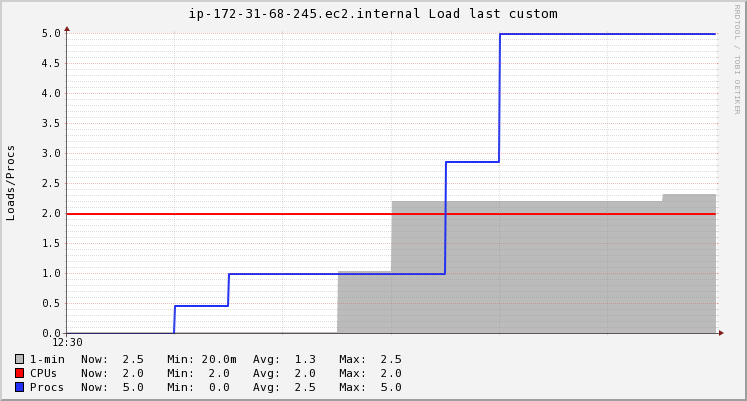 ip-172-31-68-245.ec2.internal Load last custom
RRDTOOL / TOBI OETIKER
Loads/Procs
5.0
4.5
4.0
3.5
3.0
2.5
2.0
1.5
1.0
0.5
0.0
12:30
1-min Now: 2.5 Min: 20.0m Avg: 1.3 Max: 2.5
CPUs Now: 2.0 Min: 2.0 Avg: 2.0 Max: 2.0
Procs Now: 5.0 Min: 0.0 Avg: 2.5 Max: 5.0